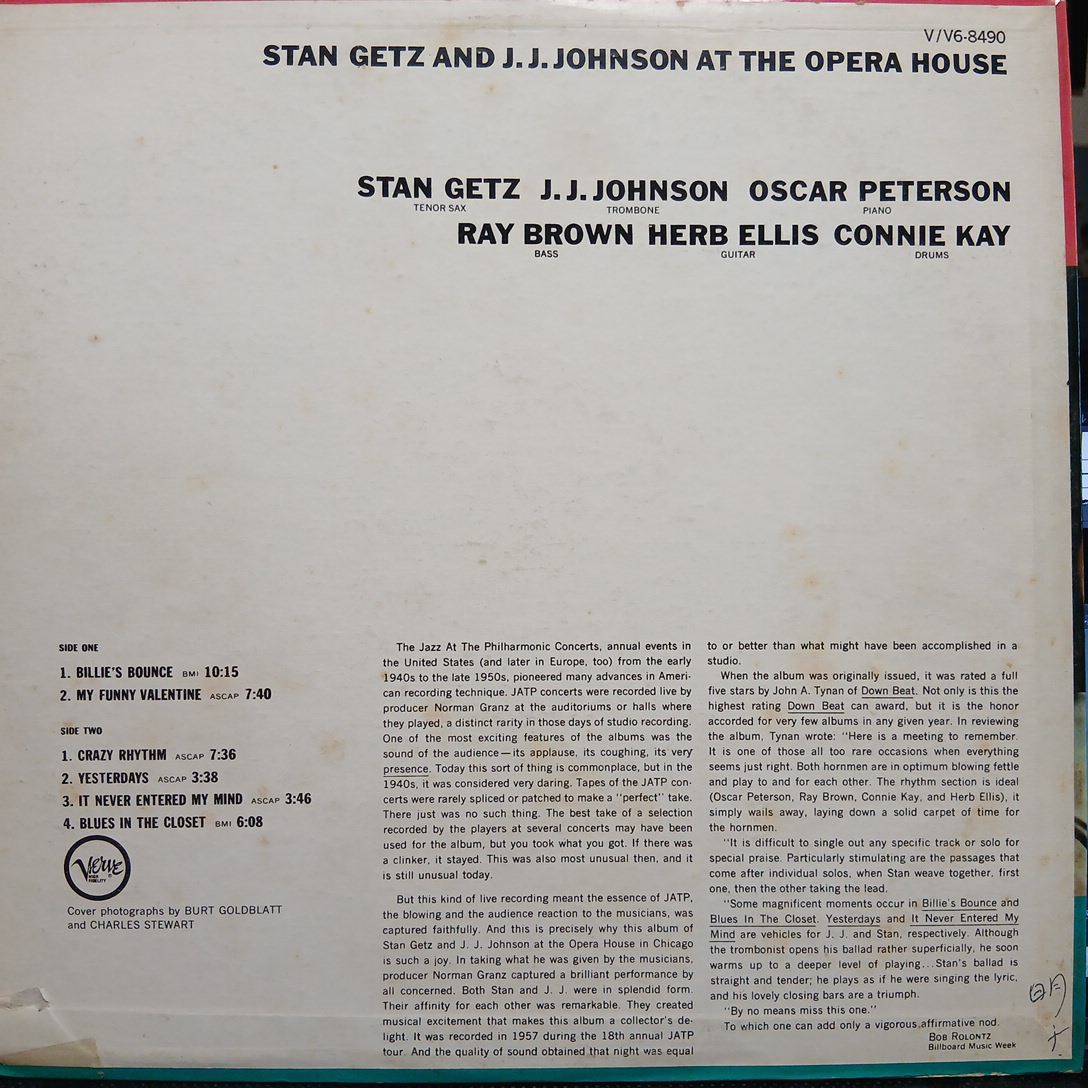 V/V6-8490
STAN GETZ AND J. J. JOHNSON AT THE OPERA HOUSE
STAN GETZ J. J. JOHNSON OSCAR PETERSON
TENOR SAX TROMBONE PIANO
RAY BROWN HERB ELLIS CONNIE KAY
BASS GUITAR DRUMS
SIDE ONE
1. BILLIE'S BOUNCE BMI 10:15
2. MY FUNNY VALENTINE ASCAP 7:40
SIDE TWO
1. CRAZY RHYTHM ASCAP 7:36
2. YESTERDAYS ASCAP 3:38
3. IT NEVER ENTERED MY MIND ASCAP 3:46
4. BLUES IN THE CLOSET BMI 6:08
Verve
HIGH
FIDELITY
Cover photographs by BURT GOLDBLATT
and CHARLES STEWART
The Jazz At The Philharmonic Concerts, annual events in
the United States (and later in Europe, too) from the early
1940s to the late 1950s, pioneered many advances in Ameri-
can recording technique. JATP concerts were recorded live by
producer Norman Granz at the auditoriums or halls where
they played, a distinct rarity in those days of studio recording.
One of the most exciting features of the albums was the
sound of the audience—its applause, its coughing, its very
presence. Today this sort of thing is commonplace, but in the
1940s, it was considered very daring. Tapes of the JATP con-
certs were rarely spliced or patched to make a "perfect" take.
There just was no such thing. The best take of a selection
recorded by the players at several concerts may have been
used for the album, but you took what you got. If there was
a clinker, it stayed. This was also most unusual then, and it
is still unusual today.
But this kind of live recording meant the essence of JATP,
the blowing and the audience reaction to the musicians, was
captured faithfully. And this is precisely why this album of
Stan Getz and J. J. Johnson at the Opera House in Chicago
is such a joy. In taking what he was given by the musicians,
producer Norman Granz captured a brilliant performance by
all concerned. Both Stan and J. J. were in splendid form.
Their affinity for each other was remarkable. They created
musical excitement that makes this album a collector's de-
light. It was recorded in 1957 during the 18th annual JATP
tour. And the quality of sound obtained that night was equal
to or better than what might have been accomplished in a
studio.
When the album was originally issued, it was rated a full
five stars by John A. Tynan of Down Beat. Not only is this the
highest rating Down Beat can award, but it is the honor
accorded for very few albums in any given year. In reviewing
the album, Tynan wrote: "Here is a meeting to remember.
It is one of those all too rare occasions when everything
seems just right. Both hornmen are in optimum blowing fettle
and play to and for each other. The rhythm section is ideal
(Oscar Peterson, Ray Brown, Connie Kay, and Herb Ellis), it
simply wails away, laying down a solid carpet of time for
the hornmen.
"It is difficult to single out any specific track or solo for
special praise. Particularly stimulating are the passages that
come after individual solos, when Stan weave together, first
one, then the other taking the lead.
"Some magnificent moments occur in Billie's Bounce and
Blues In The Closet. Yesterdays and It Never Entered My
Mind are vehicles for J. J. and Stan, respectively. Although
the trombonist opens his ballad rather superficially, he soon
warms up to a deeper level of playing...Stan's ballad is
straight and tender; he plays as if he were singing the lyric,
and his lovely closing bars are a triumph.
"By no means miss this one."
To which one can add only a vigorous affirmative nod.
BOB ROLONTZ
Billboard Music Week